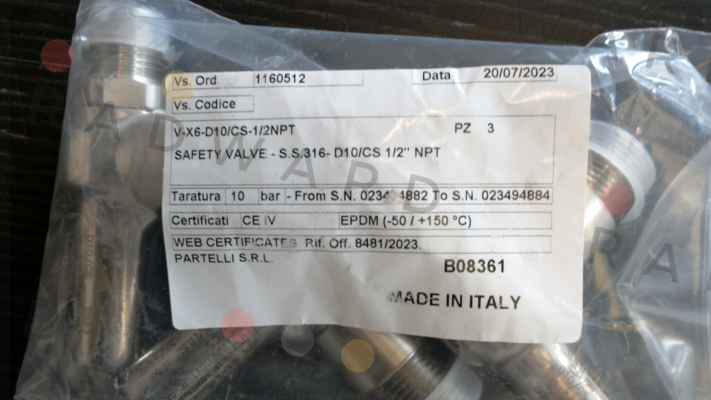 Vs. Ord 1160512 Data 20/07/2023
Vs. Codice
V-X6-D10/CS-1/2NPT PZ 3
SAFETY VALVE - S.S.316- D10/CS 1/2" NPT
Taratura 10 bar - From S.N. 023494882 To S.N. 023494884
Certificati CE IV EPDM (-50 / +150 °C)
WEB CERTIFICATES Rif. Off. 8481/2023.
PARTELLI S.R.L.
B08361
MADE IN ITALY
RADWARD